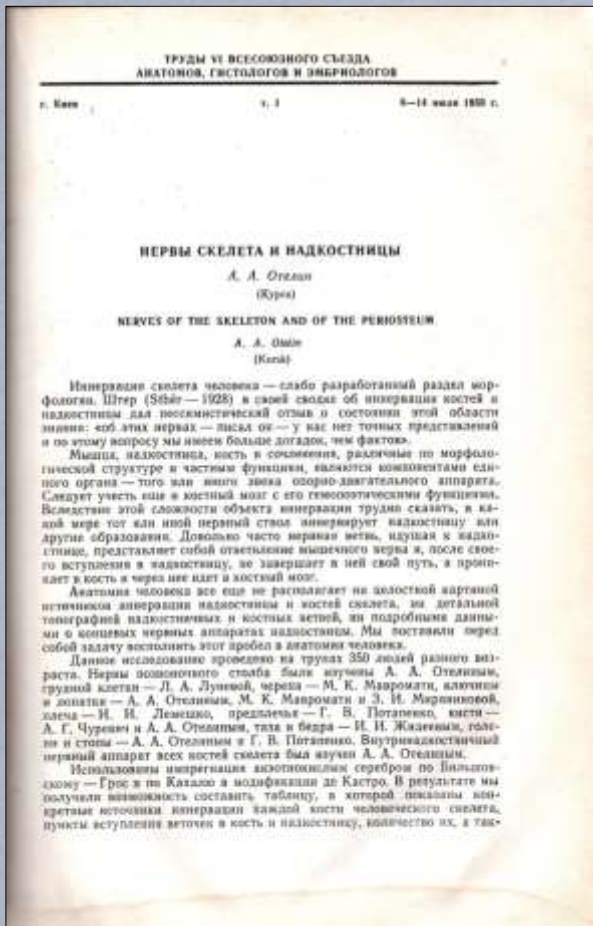 ТРУДЫ VI ВСЕСОЮЗНОГО СЪЕЗДА
АНАТОМОВ, ГИСТОЛОГОВ И ЭМБРИОЛОГОВ
г. Киев т. I 8—14 июля 1958 г.
НЕРВЫ СКЕЛЕТА И НАДКОСТНИЦЫ
А. А. Отелин
(Курск)
NERVES OF THE SKELETON AND OF THE PERIOSTEUM
A. A. Otelin
(Kursk)
Иннервация скелета человека — слабо разработанный раздел мор-
фологии. Штер (Stöhr — 1928) в своей сводке об иннервации костей и
надкостницы дал пессимистический отзыв о состоянии этой области
знания: «об этих нервах — писал он — у нас нет точных представлений
и по этому вопросу мы имеем больше догадок, чем фактов».
Мышца, надкостница, кость и сочленения, различные по морфоло-
гической структуре и частным функциям, являются компонентами еди-
ного органа — того или иного звена опорно-двигательного аппарата.
Следует учесть еще и костный мозг с его гемопоэтическими функциями.
Вследствие этой сложности объекта иннервации трудно сказать, в ка-
кой мере тот или иной нервный ствол иннервирует надкостницу или
другие образования. Довольно часто нервная ветвь, идущая к надко-
стнице, представляет собой ответвление мышечного нерва и, после свое-
го вступления в надкостницу, не завершает в ней свой путь, а прони-
кает в кость и через нее идет в костный мозг.
Анатомия человека все еще не располагает ни целостной картиной
источников иннервации надкостницы и костей скелета, ни детальной
топографией надкостничных и костных ветвей, ни подробными данны-
ми о концевых нервных аппаратах надкостницы. Мы поставили перед
собой задачу восполнить этот пробел в анатомии человека.
Данное исследование проведено на трупах 350 людей разного воз-
раста. Нервы позвоночного столба были изучены А. А. Отелиным,
грудной клетки — Л. А. Луневой, черепа — М. К. Мавромати, ключицы
и лопатки — А. А. Отелиным, М. К. Мавромати и З. И.
плеча — И. И. Лемешко, предплечья — Г. В. Потапенко, кисти —
А. Г. Чуревич и А. А. Отелиным, таза и бедра — И. И. голе-
ни и стопы — А. А. Отелиным и Г. В. Потапенко. Внутринадкостничный
нервный аппарат всех костей скелета был изучен А. А. Отелиным.
Использованы импрегнация азотнокислым серебром по Бильшов-
скому — Грос и по Кахалю в модификации де Кастро. В результате мы
получили возможность составить таблицу, в которой показаны кон-
кретные источники иннервации каждой кости человеческого скелета,
пункты вступления веточек в кость и надкостницу, количество их, а так-